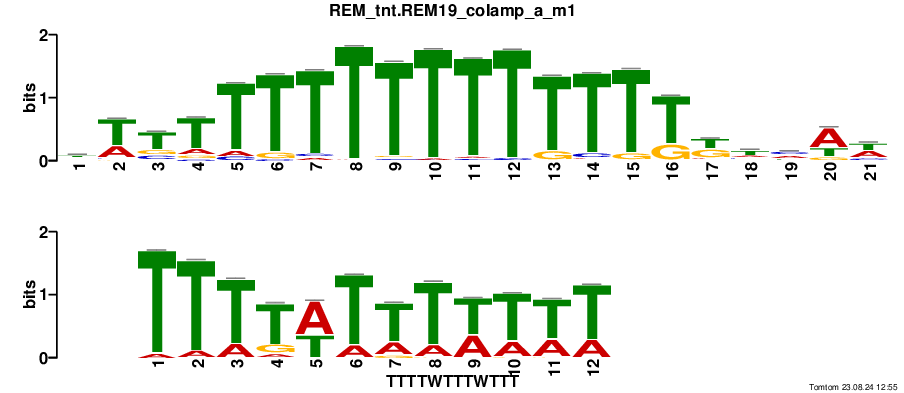 REM_tnt.REM19_colamp_a_m1
2
1
0
bits
1 2 3 4 5 6 7 8 9 10 11 12 13 14 15 16 17 18 19 20 21
2
1
0
bits
1 2 3 4 5 6 7 8 9 10 11 12
TTTTWTTTWTTT
Tomtom 23.08.24 12:55